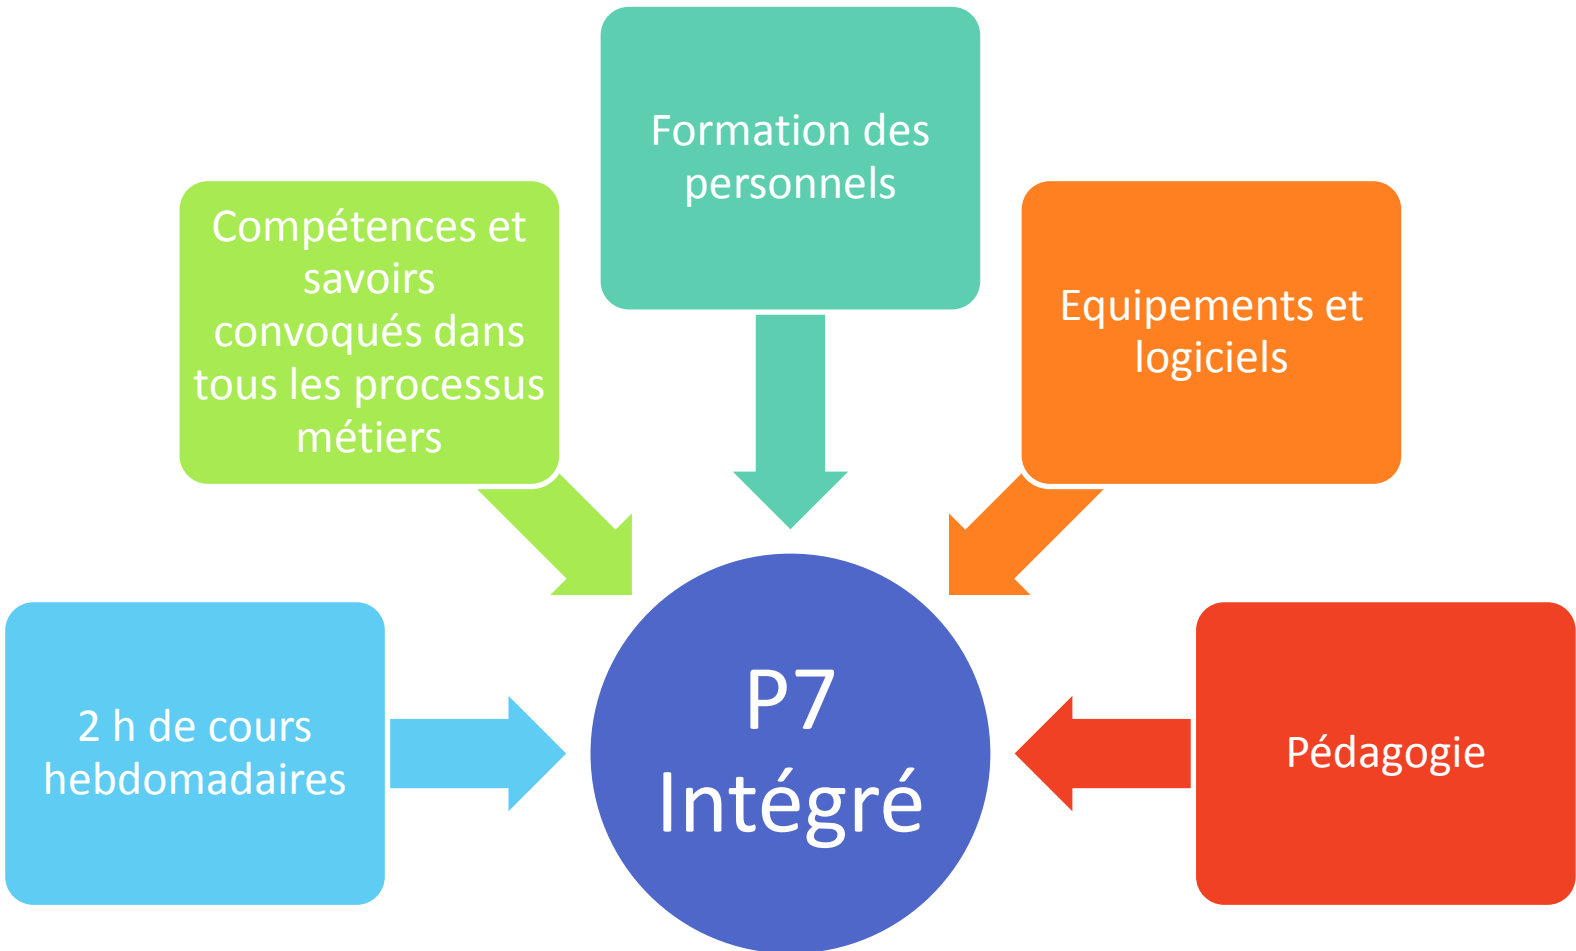 Formation des
personnels
Compétences et
savoirs
convoqués dans
tous les processus
métiers
Equipements et
logiciels
2 h de cours
hebdomadaires
P7
Intégré
Pédagogie